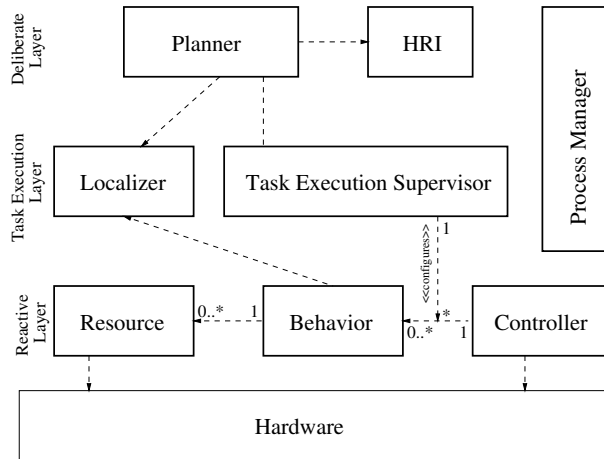 Deliberate
Layer
Planner
HRI
Process Manager
Task Execution
Layer
Localizer
Task Execution Supervisor
<<configures>>
1
Reactive
Layer
Resource
0..*
1
Behavior
0..*
*
1
Controller
Hardware